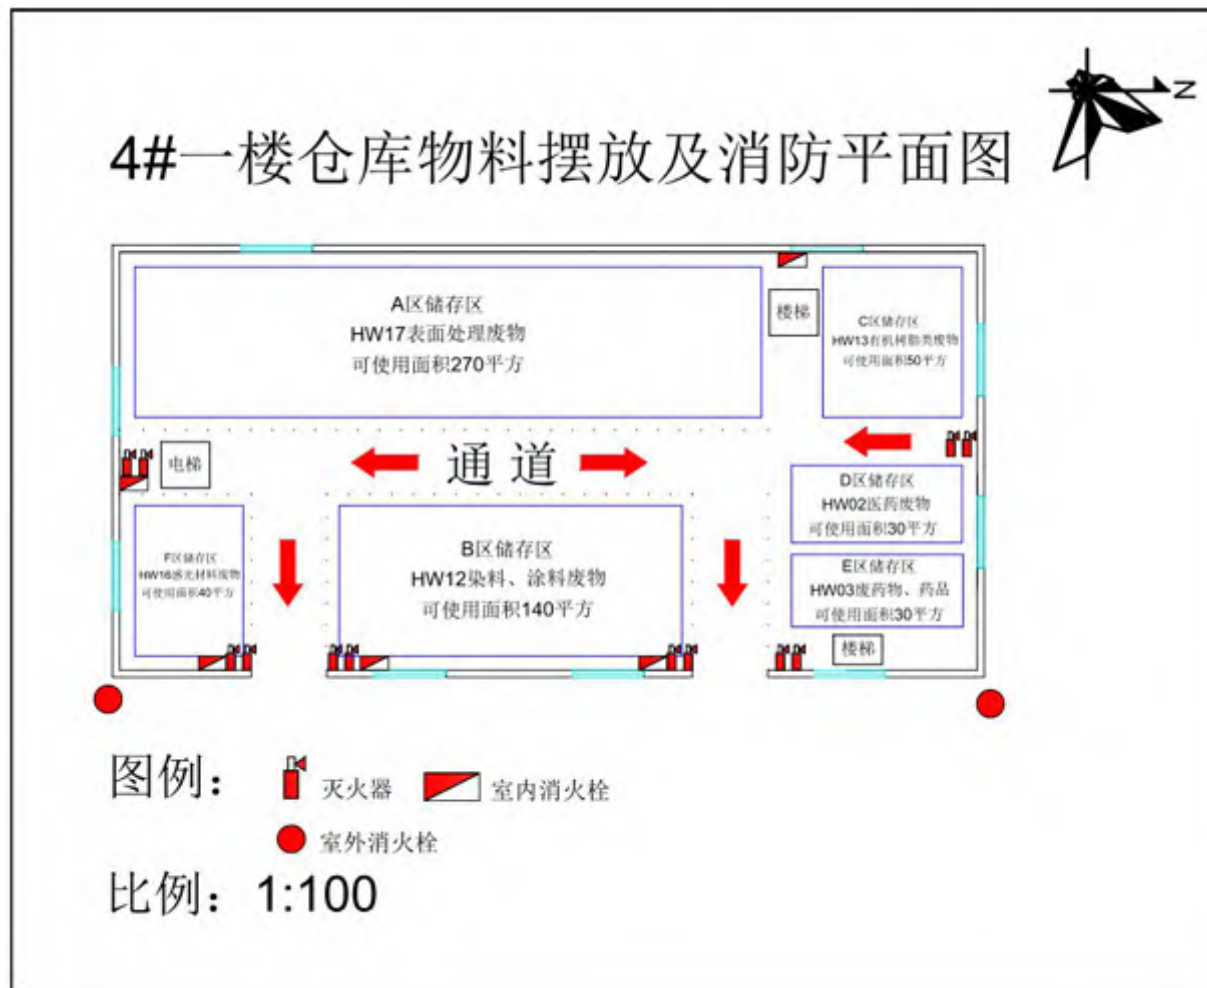 N
4#一楼仓库物料摆放及消防平面图
A区储存区
HW17表面处理废物
可使用面积270平方
楼梯
C区储存区
HW13有机树脂类废物
可使用面积50平方
电梯
通道
D区储存区
HW02医药废物
可使用面积30平方
F区储存区
HW16感光材料废物
可使用面积40平方
B区储存区
HW12染料、涂料废物
可使用面积140平方
E区储存区
HW03废药物、药品
可使用面积30平方
楼梯
图例：
灭火器
室内消火栓
室外消火栓
比例：1:100